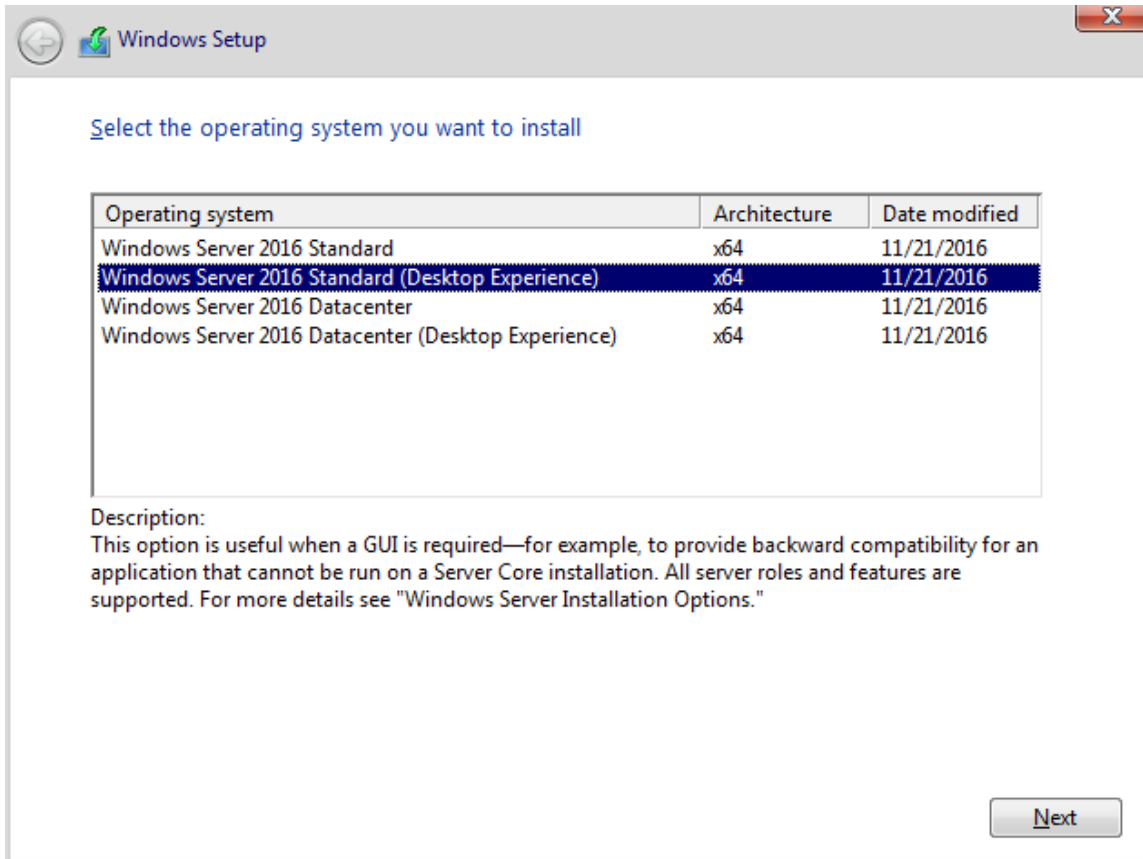 Windows Setup
Select the operating system you want to install
Operating system Architecture Date modified
Windows Server 2016 Standard x64 11/21/2016
Windows Server 2016 Standard (Desktop Experience) x64 11/21/2016
Windows Server 2016 Datacenter x64 11/21/2016
Windows Server 2016 Datacenter (Desktop Experience) x64 11/21/2016
Description:
This option is useful when a GUI is required—for example, to provide backward compatibility for an
application that cannot be run on a Server Core installation. All server roles and features are
supported. For more details see "Windows Server Installation Options."
Next